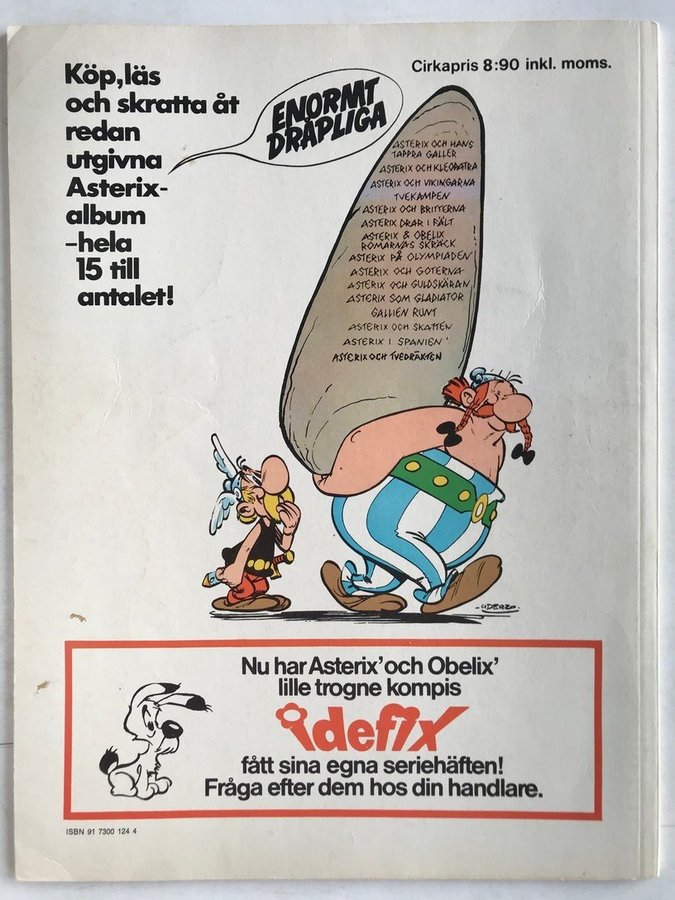 Köp,läs
och skratta åt
redan
utgivna
Asterix-
album
-hela
15 till
antalet!
ENORMT
DRÄPLIGA
Cirkapris 8:90 inkl. moms.
ASTERIX OCH HANS
TAPPRA GALLER
ASTERIX OCH KLEOPATRA
ASTERIX OCH VIKINGARNA
TVEKAMPEN
ASTERIX OCH BRITTERNA
ASTERIX DRAR I FÄLT
ASTERIX & OBELIX
ROMARNAS SKRÄCK
ASTERIX PÅ OLYMPIADEN
ASTERIX OCH GOTERNA
ASTERIX OCH GULDSKÄRAN
ASTERIX SOM GLADIATOR
GALLIEN RUNT
ASTERIX OCH SKATTEN
ASTERIX I SPANIEN
ASTERIX OCH TVEDRÄKTEN
-UDERZO-
Nu har Asterix' och Obelix'
lille trogne kompis
idefix
fått sina egna seriehäften!
Fråga efter dem hos din handlare.
ISBN 91 7300 124 4